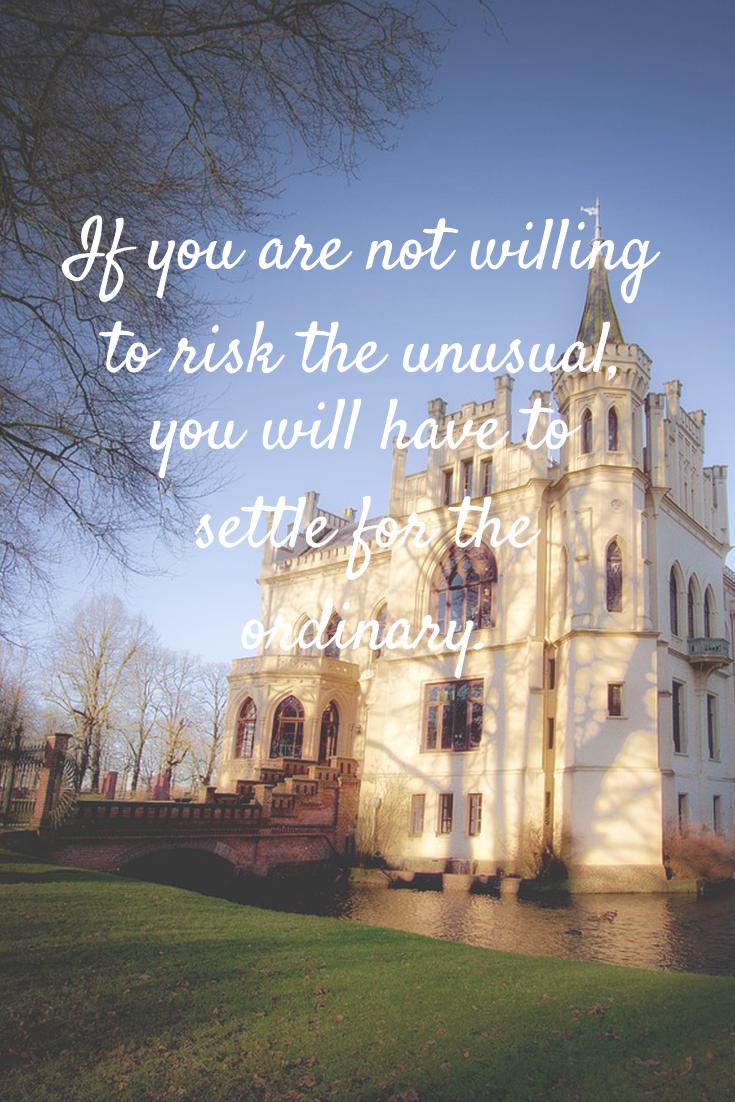 If you are not willing
to risk the unusual,
you will have to
settle for the
ordinary.